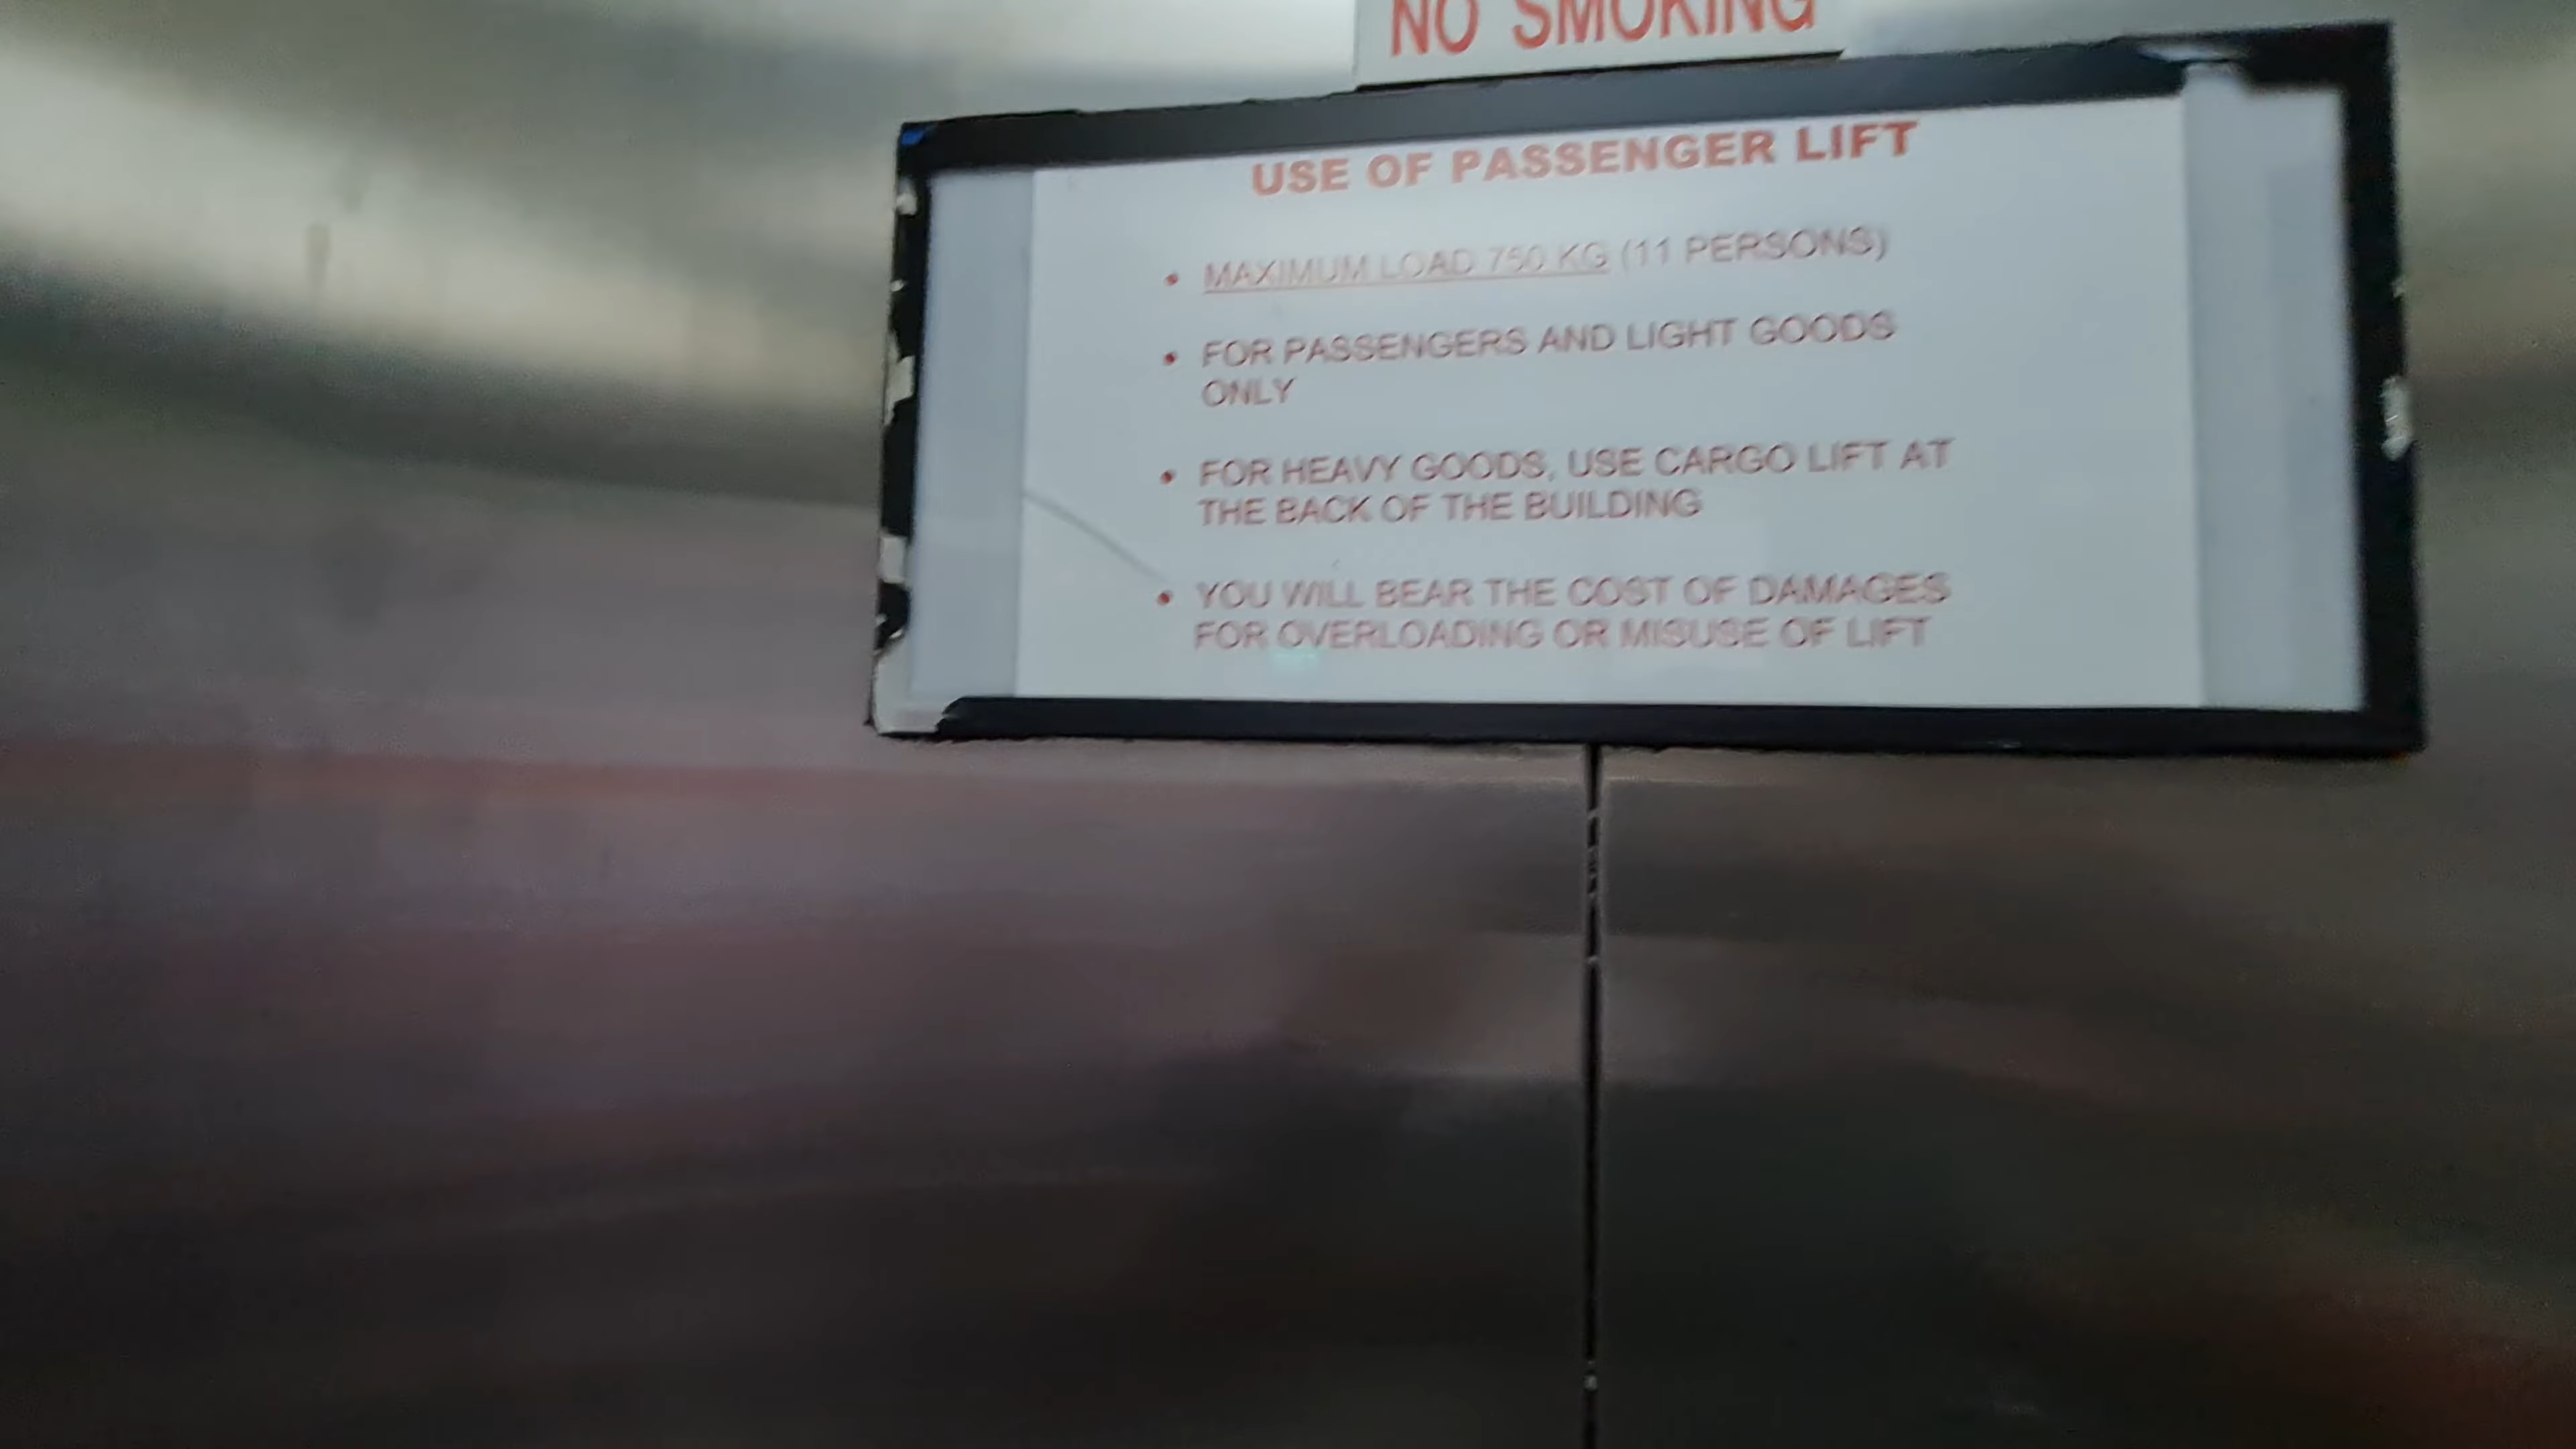 NO SMOKING
USE OF PASSENGER LIFT
• MAXIMUM LOAD 750 KG (11 PERSONS)
• FOR PASSENGERS AND LIGHT GOODS
ONLY
• FOR HEAVY GOODS, USE CARGO LIFT AT
THE BACK OF THE BUILDING
• YOU WILL BEAR THE COST OF DAMAGES
FOR OVERLOADING OR MISUSE OF LIFT